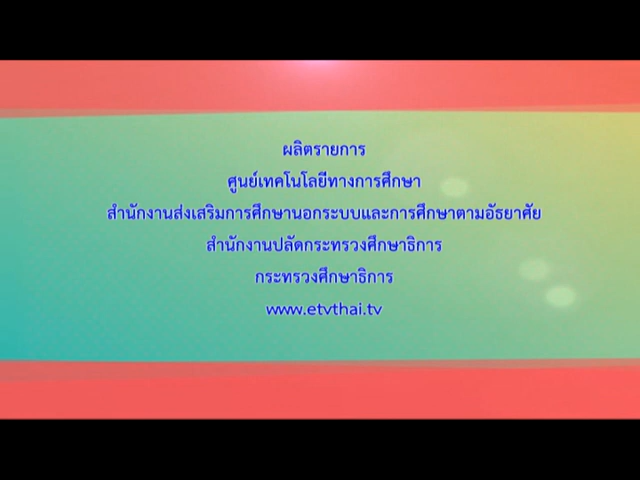 ผลิตรายการ
ศูนย์เทคโนโลยีทางการศึกษา
สำนักงานส่งเสริมการศึกษานอกระบบและการศึกษาตามอัธยาศัย
สำนักงานปลัดกระทรวงศึกษาธิการ
กระทรวงศึกษาธิการ
www.etvthai.tv